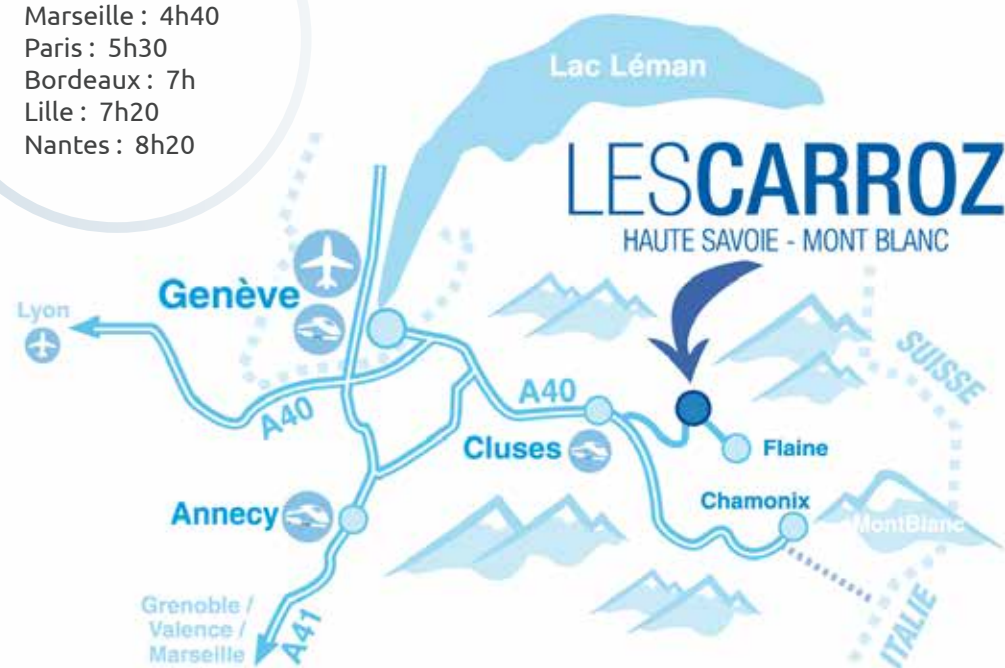 Marseille : 4h40
Paris : 5h30
Bordeaux : 7h
Lille : 7h20
Nantes : 8h20
Lac Léman
LESCARROZ
HAUTE SAVOIE - MONT BLANC
Genève
Lyon
SUISSE
A40
A40
Cluses
Flaine
Chamonix
Annecy
MontBlanc
Grenoble /
Valence /
Marseille
A41
ITALIE